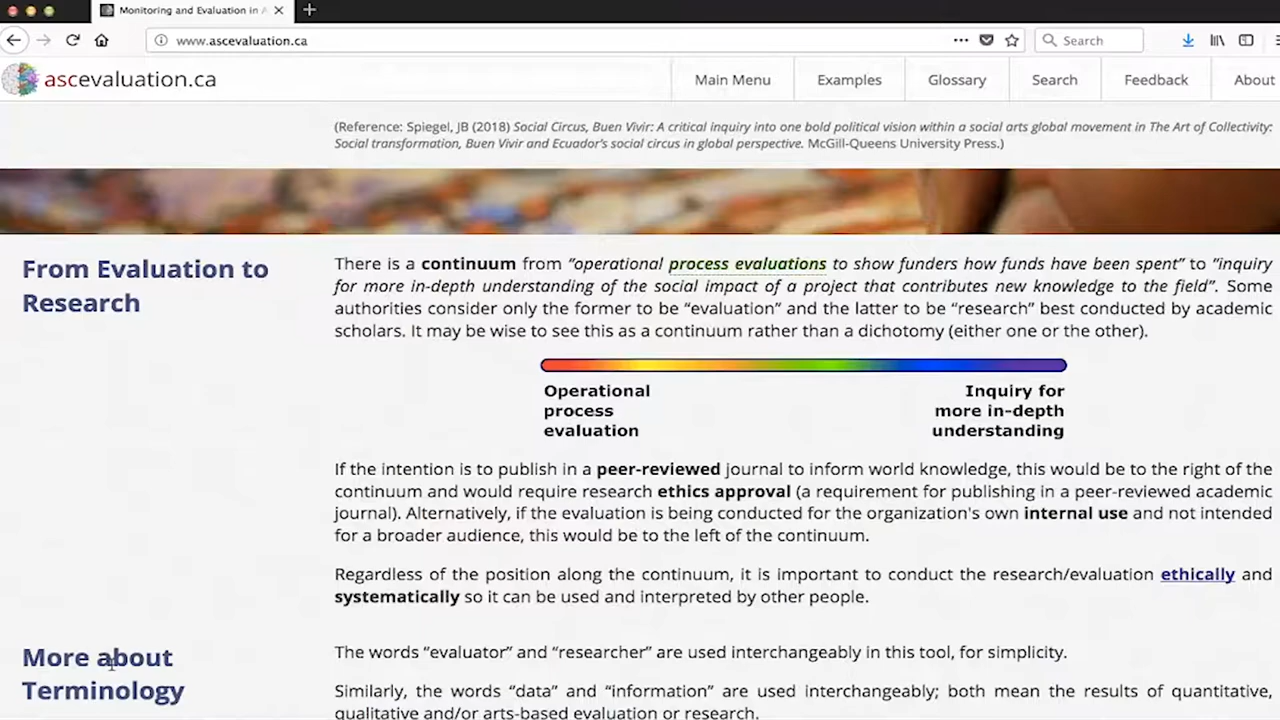 Monitoring and Evaluation in A
www.ascevaluation.ca
Search
ascevaluation.ca
Main Menu
Examples
Glossary
Search
Feedback
About
(Reference: Spiegel, JB (2018) Social Circus, Buen Vivir: A critical inquiry into one bold political vision within a social arts global movement in The Art of Collectivity:
Social transformation, Buen Vivir and Ecuador's social circus in global perspective. McGill-Queens University Press.)
From Evaluation to
Research
There is a continuum from “operational process evaluations to show funders how funds have been spent” to “inquiry
for more in-depth understanding of the social impact of a project that contributes new knowledge to the field”. Some
authorities consider only the former to be “evaluation” and the latter to be “research” best conducted by academic
scholars. It may be wise to see this as a continuum rather than a dichotomy (either one or the other).
Operational
process
evaluation
Inquiry for
more in-depth
understanding
If the intention is to publish in a peer-reviewed journal to inform world knowledge, this would be to the right of the
continuum and would require research ethics approval (a requirement for publishing in a peer-reviewed academic
journal). Alternatively, if the evaluation is being conducted for the organization's own internal use and not intended
for a broader audience, this would be to the left of the continuum.
Regardless of the position along the continuum, it is important to conduct the research/evaluation ethically and
systematically so it can be used and interpreted by other people.
More about
Terminology
The words “evaluator” and “researcher” are used interchangeably in this tool, for simplicity.
Similarly, the words “data” and “information” are used interchangeably; both mean the results of quantitative,
qualitative and/or arts-based evaluation or research.